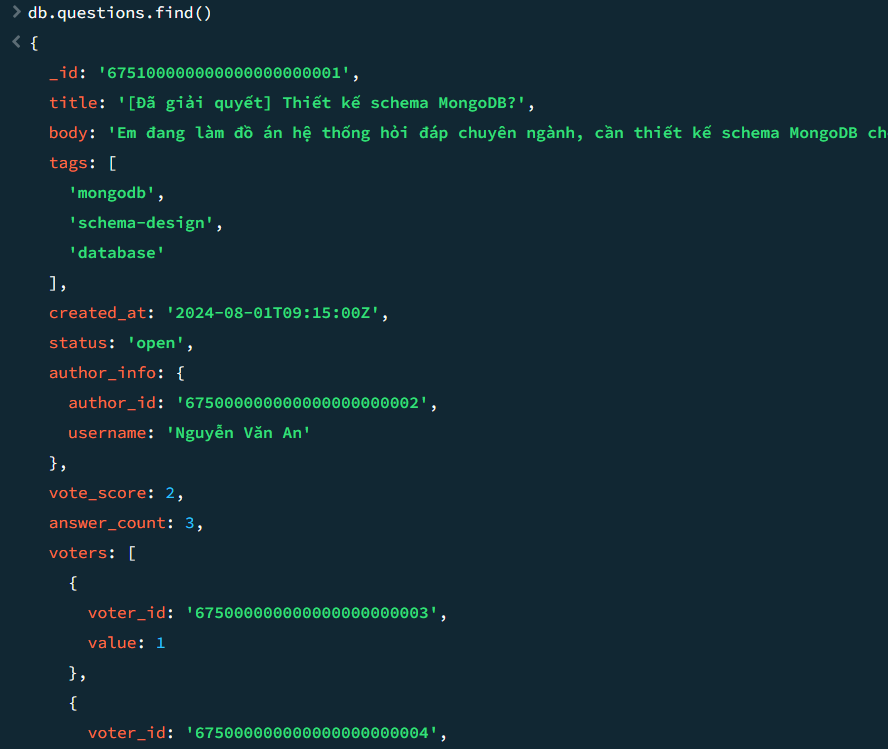 > db.questions.find()
< {
_id: '675100000000000000000001',
title: '[Đã giải quyết] Thiết kế schema MongoDB?',
body: 'Em đang làm đồ án hệ thống hỏi đáp chuyên ngành, cần thiết kế schema MongoDB ch
tags: [
'mongodb',
'schema-design',
'database'
],
created_at: '2024-08-01T09:15:00Z',
status: 'open',
author_info: {
author_id: '675000000000000000000002',
username: 'Nguyễn Văn An'
},
vote_score: 2,
answer_count: 3,
voters: [
{
voter_id: '675000000000000000000003',
value: 1
},
{
voter_id: '675000000000000000000004',